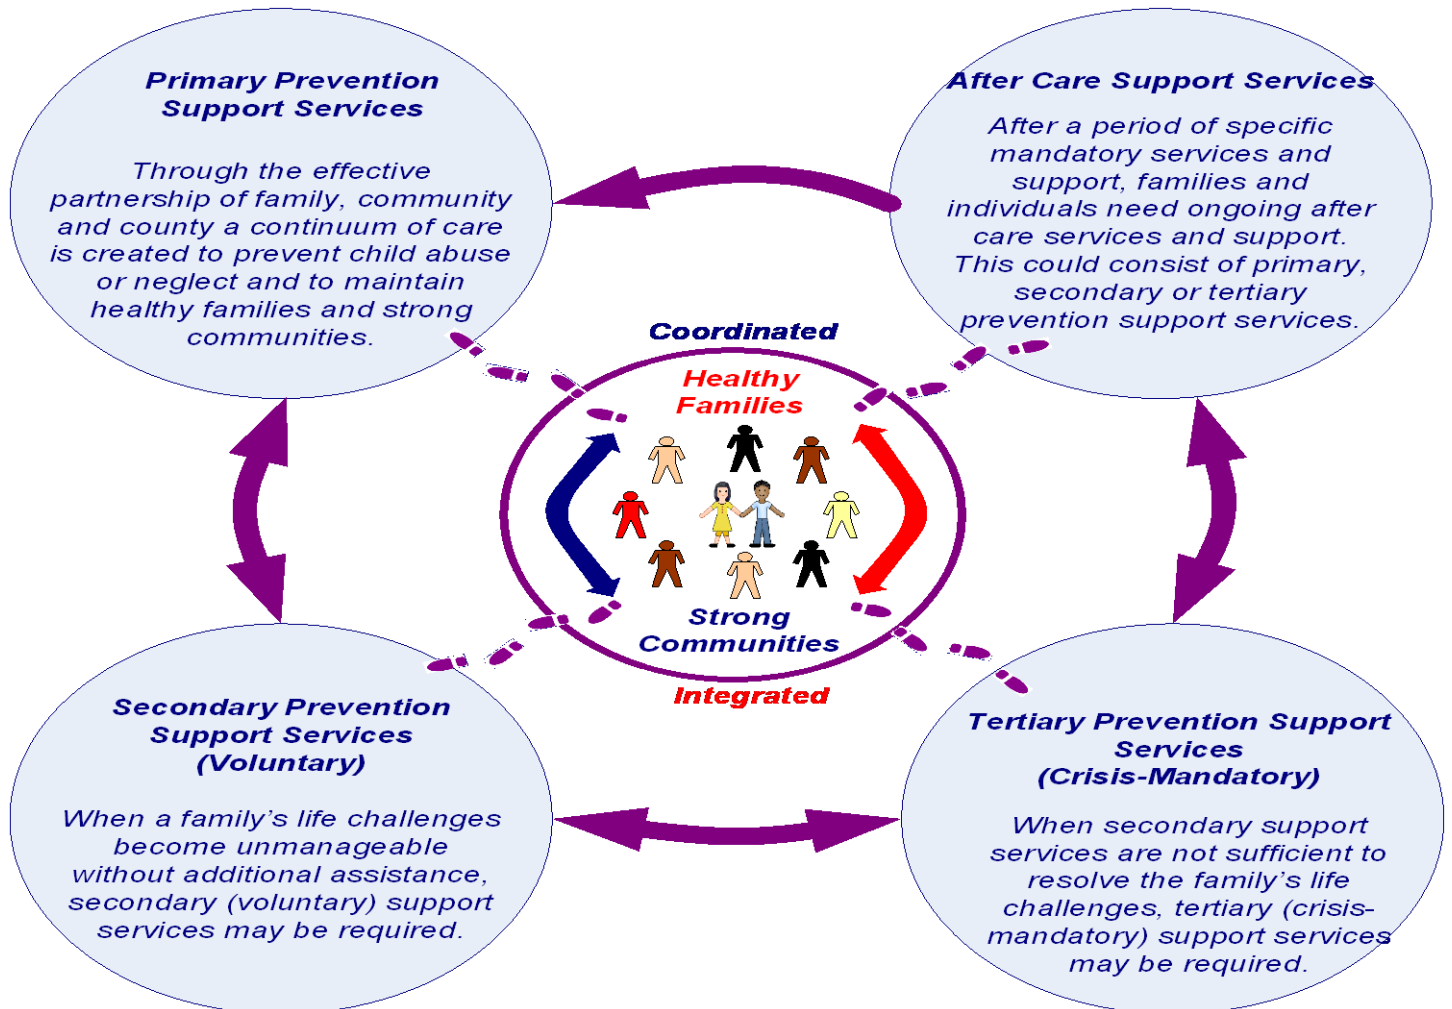 Primary Prevention
Support Services
Through the effective
partnership of family, community
and county a continuum of care
is created to prevent child abuse
or neglect and to maintain
healthy families and strong
communities.
After Care Support Services
After a period of specific
mandatory services and
support, families and
individuals need ongoing after
care services and support.
This could consist of primary,
secondary or tertiary
prevention support services.
Coordinated
Healthy
Families
Strong
Communities
Integrated
Secondary Prevention
Support Services
(Voluntary)
When a family’s life challenges
become unmanageable
without additional assistance,
secondary (voluntary) support
services may be required.
Tertiary Prevention Support
Services
(Crisis-Mandatory)
When secondary support
services are not sufficient to
resolve the family’s life
challenges, tertiary (crisis-
mandatory) support services
may be required.